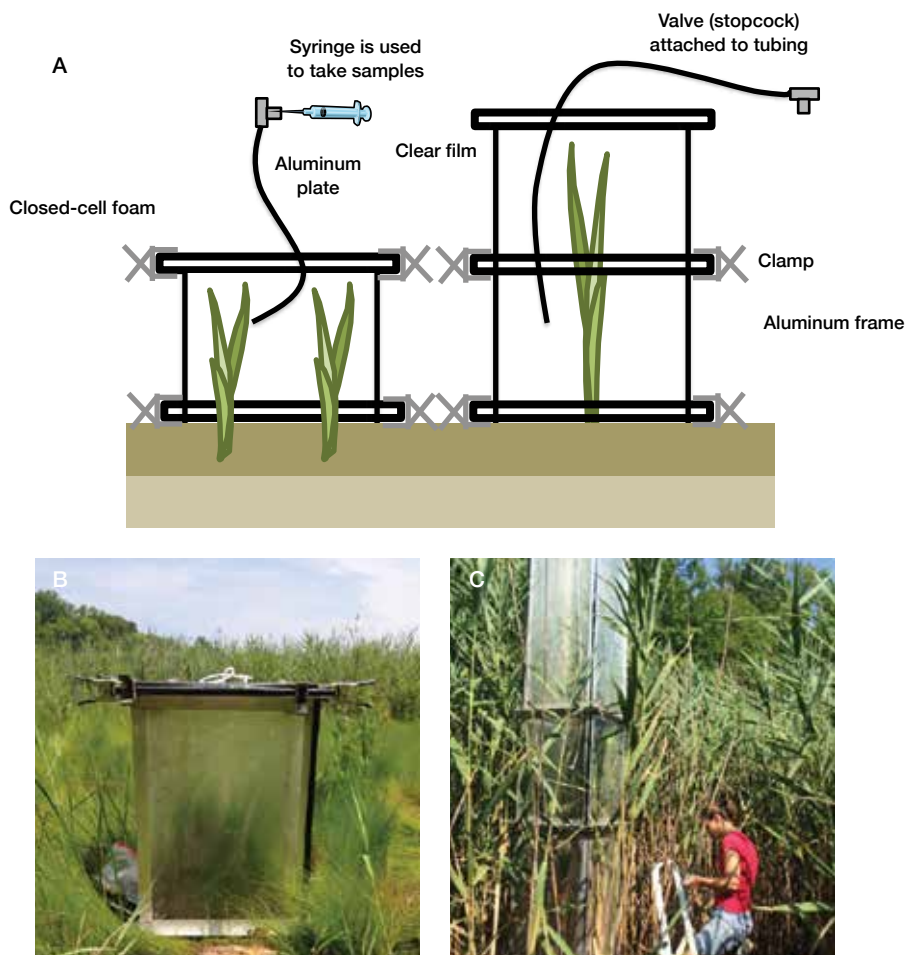 A
Syringe is used
to take samples
Valve (stopcock)
attached to tubing
Aluminum
plate
Clear film
Closed-cell foam
Clamp
Aluminum frame
B
C